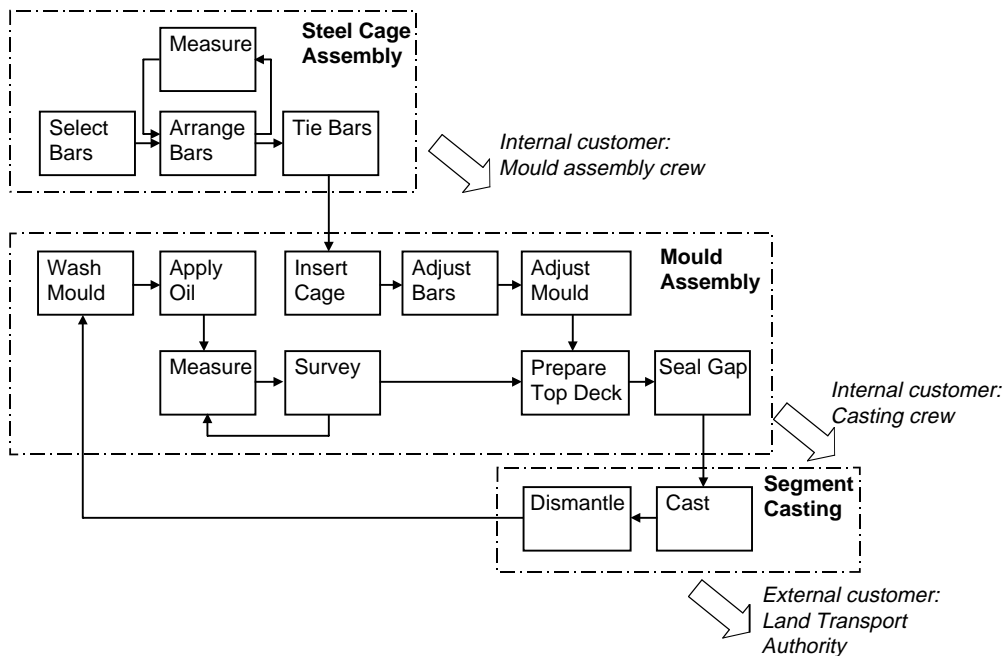 Steel Cage
Assembly
Measure
Select
Bars
Arrange
Bars
Tie Bars
Internal customer:
Mould assembly crew
Mould
Assembly
Wash
Mould
Apply
Oil
Insert
Cage
Adjust
Bars
Adjust
Mould
Measure
Survey
Prepare
Top Deck
Seal Gap
Internal customer:
Casting crew
Segment
Casting
Dismantle
Cast
External customer:
Land Transport
Authority